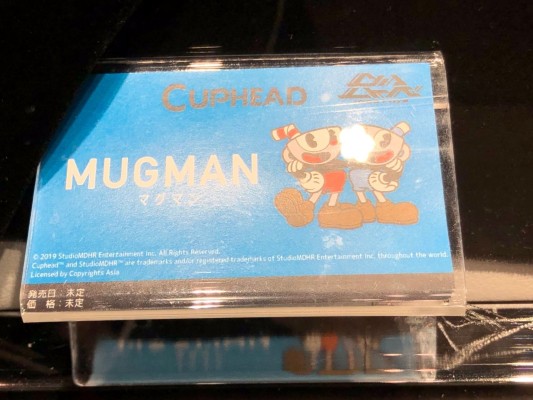 CUPHEAD
MUGMAN
マグマン
© 2019 StudioMDHR Entertainment Inc. All Rights Reserved.
Cuphead™ and StudioMDHR™ are trademarks and/or registered trademarks of StudioMDHR Entertainment Inc. throughout the world.
Licensed by Copyrights Asia
発売日：未定
価　格：未定